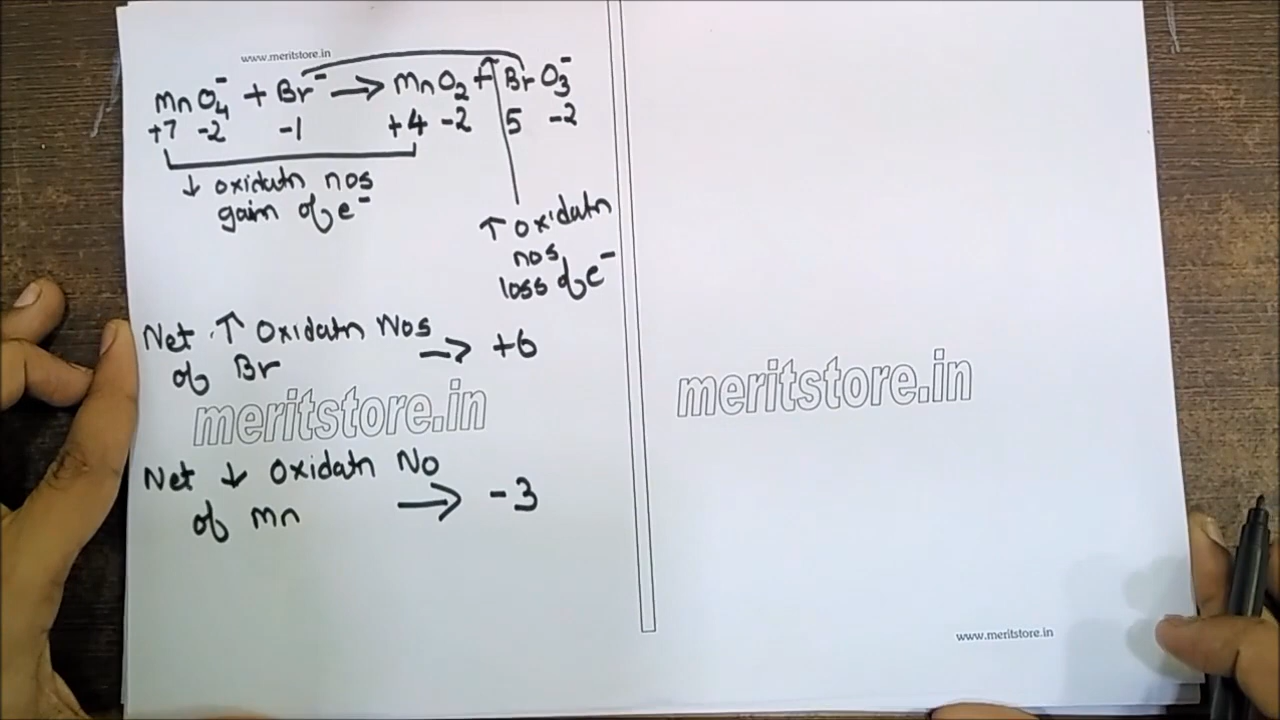 www.meritstore.in
MnO₄⁻ + Br⁻ → MnO₂ + BrO₃⁻
+7 -2 -1 +4 -2 5 -2
↓ oxidatn nos
gain of e⁻
↑ oxidatn
nos
loss of e⁻
Net ↑ Oxidatn Nos
of Br → +6
meritstore.in
Net ↓ Oxidatn No
of Mn → -3
meritstore.in
www.meritstore.in